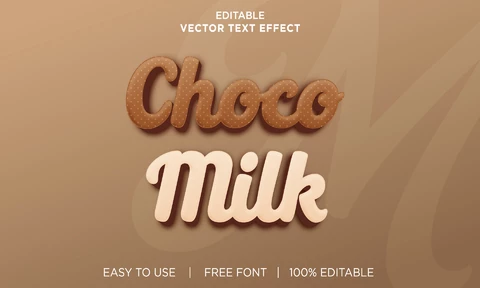 EDITABLE
VECTOR TEXT EFFECT
Choco
Milk
EASY TO USE | FREE FONT | 100% EDITABLE